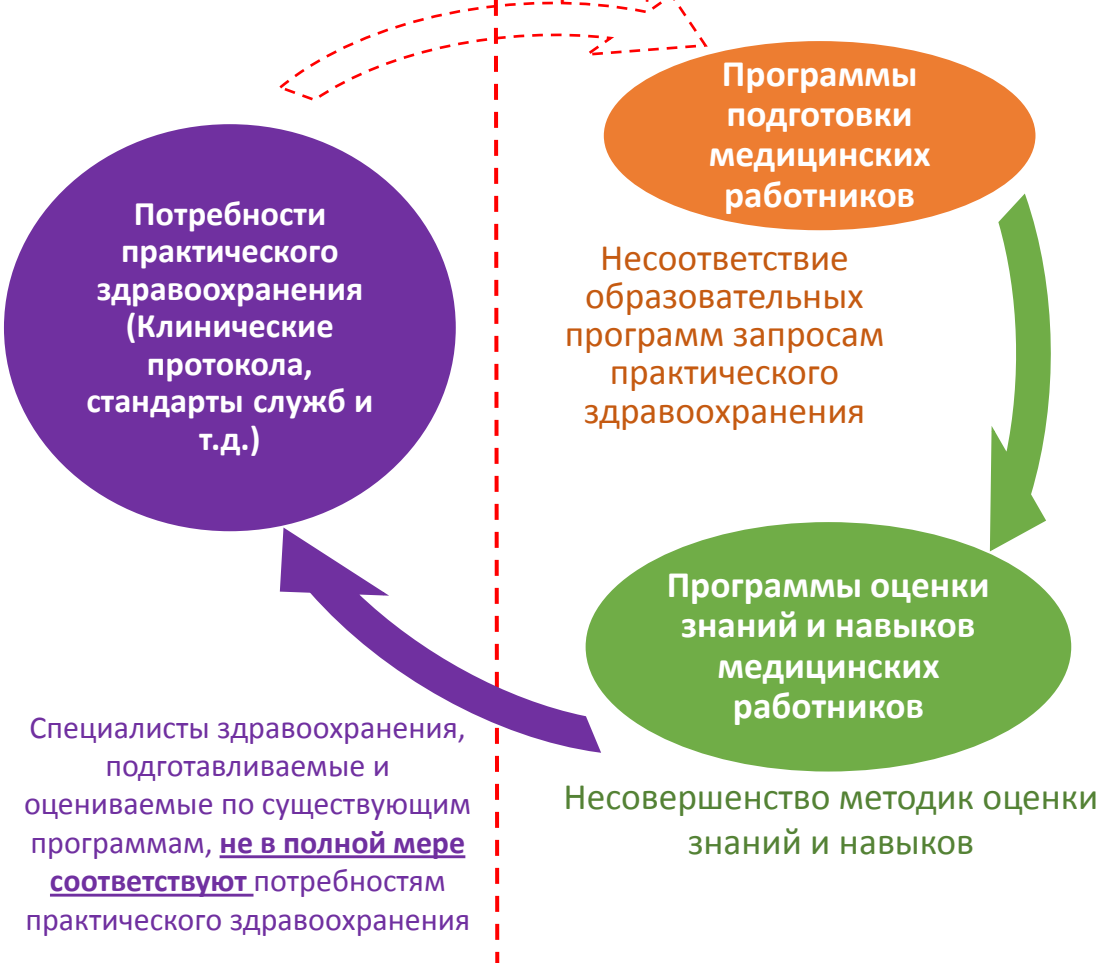 Программы
подготовки
медицинских
работников
Потребности
практического
здравоохранения
(Клинические
протокола,
стандарты служб и
т.д.)
Несоответствие
образовательных
программ запросам
практического
здравоохранения
Программы оценки
знаний и навыков
медицинских
работников
Специалисты здравоохранения,
подготавливаемые и
оцениваемые по существующим
программам, не в полной мере
соответствуют потребностям
практического здравоохранения
Несовершенство методик оценки
знаний и навыков